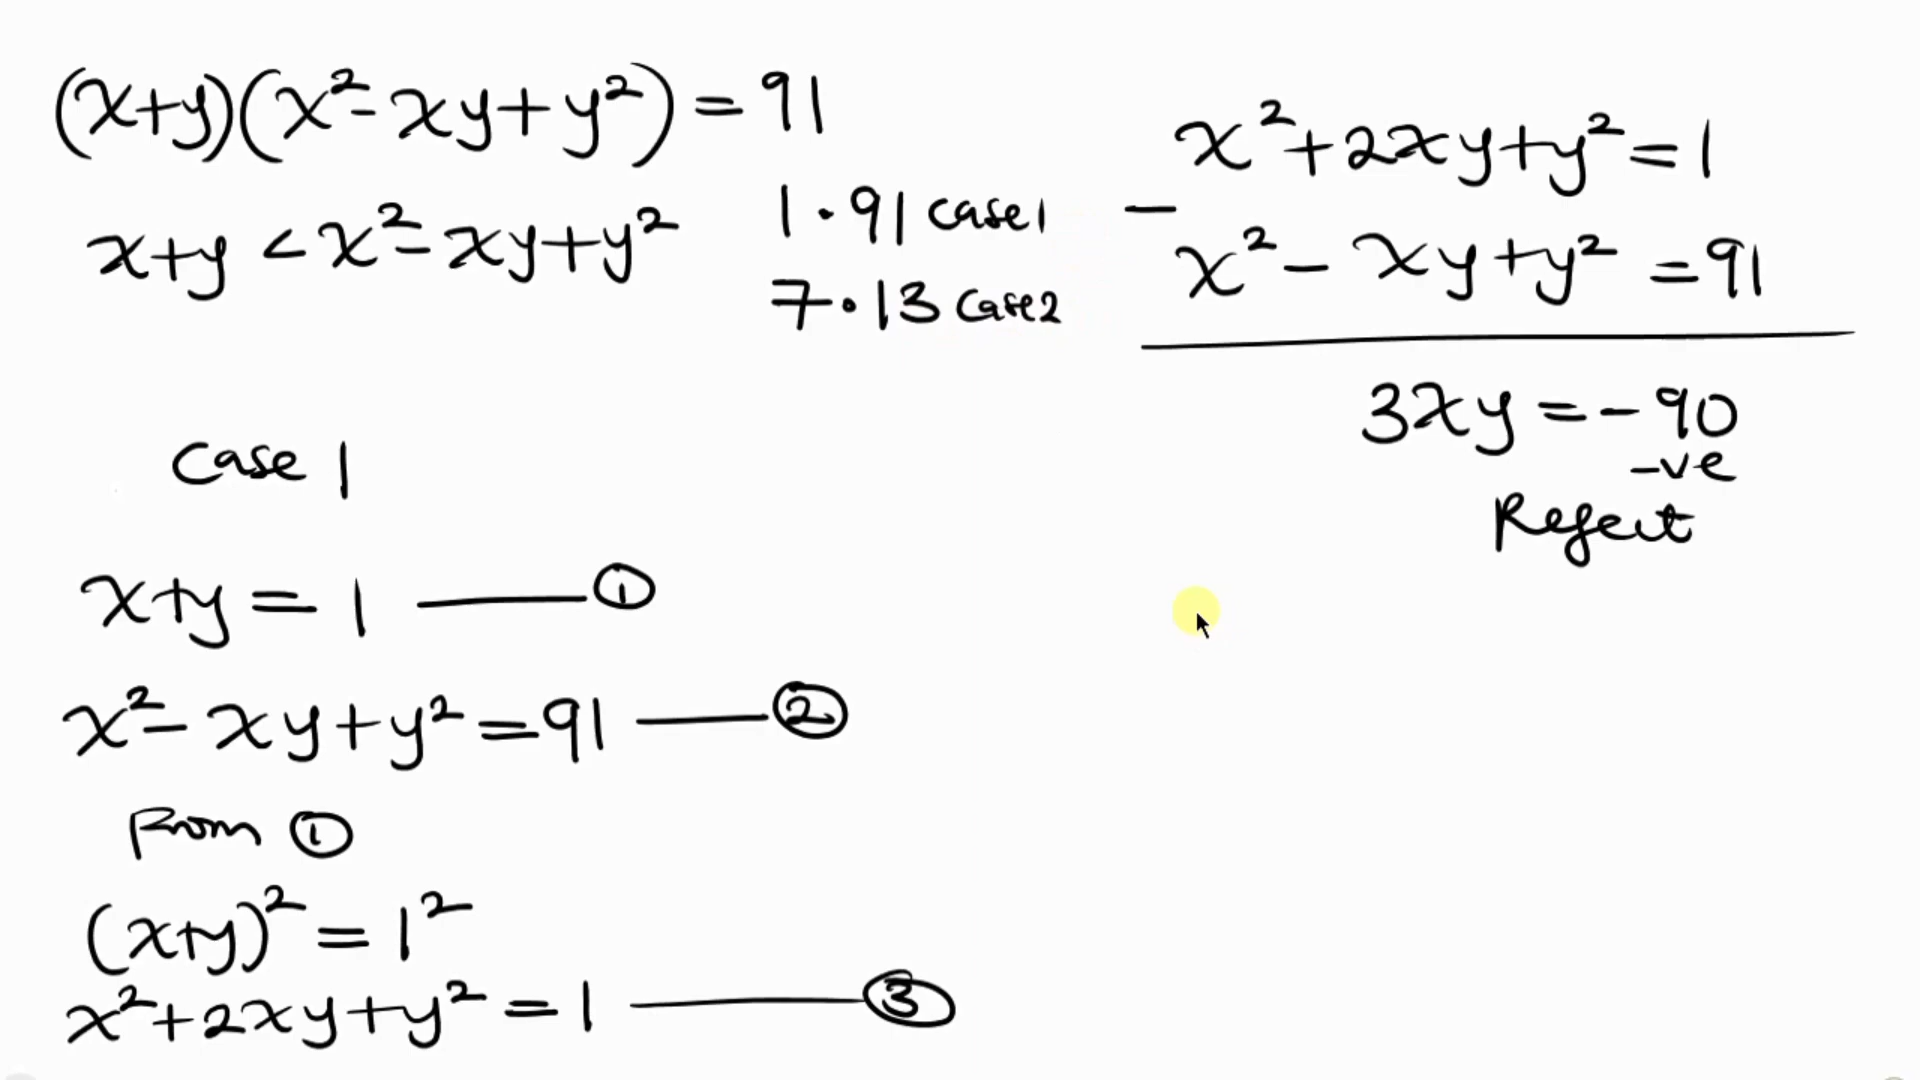 (x+y)(x²-xy+y²)=91
x+y<x²-xy+y²
1·91 case1
7·13 case2
Case 1
x+y=1 —— ①
x²-xy+y²=91 —— ②
From ①
(x+y)²=1²
x²+2xy+y²=1 —— ③
x²+2xy+y²=1
-
x²-xy+y²=91
3xy=-90
-ve
Reject